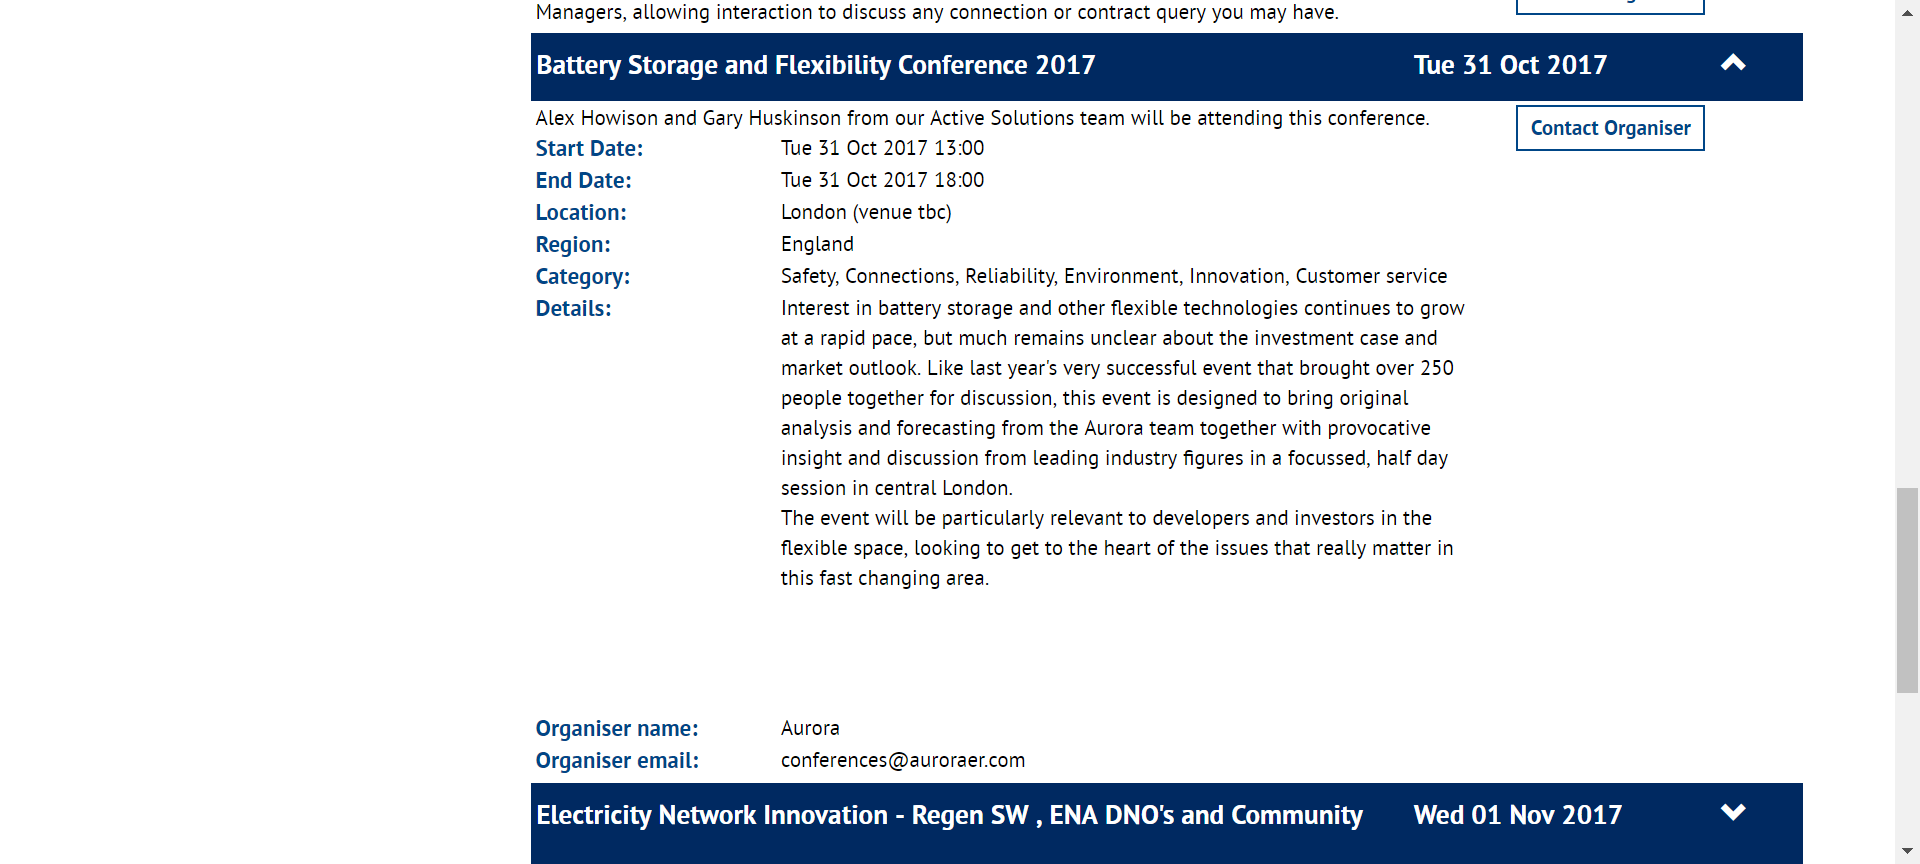 Managers, allowing interaction to discuss any connection or contract query you may have.
Battery Storage and Flexibility Conference 2017 Tue 31 Oct 2017
Alex Howison and Gary Huskinson from our Active Solutions team will be attending this conference.
Contact Organiser
Start Date: Tue 31 Oct 2017 13:00
End Date: Tue 31 Oct 2017 18:00
Location: London (venue tbc)
Region: England
Category: Safety, Connections, Reliability, Environment, Innovation, Customer service
Details: Interest in battery storage and other flexible technologies continues to grow
at a rapid pace, but much remains unclear about the investment case and
market outlook. Like last year's very successful event that brought over 250
people together for discussion, this event is designed to bring original
analysis and forecasting from the Aurora team together with provocative
insight and discussion from leading industry figures in a focussed, half day
session in central London.
The event will be particularly relevant to developers and investors in the
flexible space, looking to get to the heart of the issues that really matter in
this fast changing area.
Organiser name: Aurora
Organiser email: conferences@auroraer.com
Electricity Network Innovation - Regen SW , ENA DNO's and Community Wed 01 Nov 2017